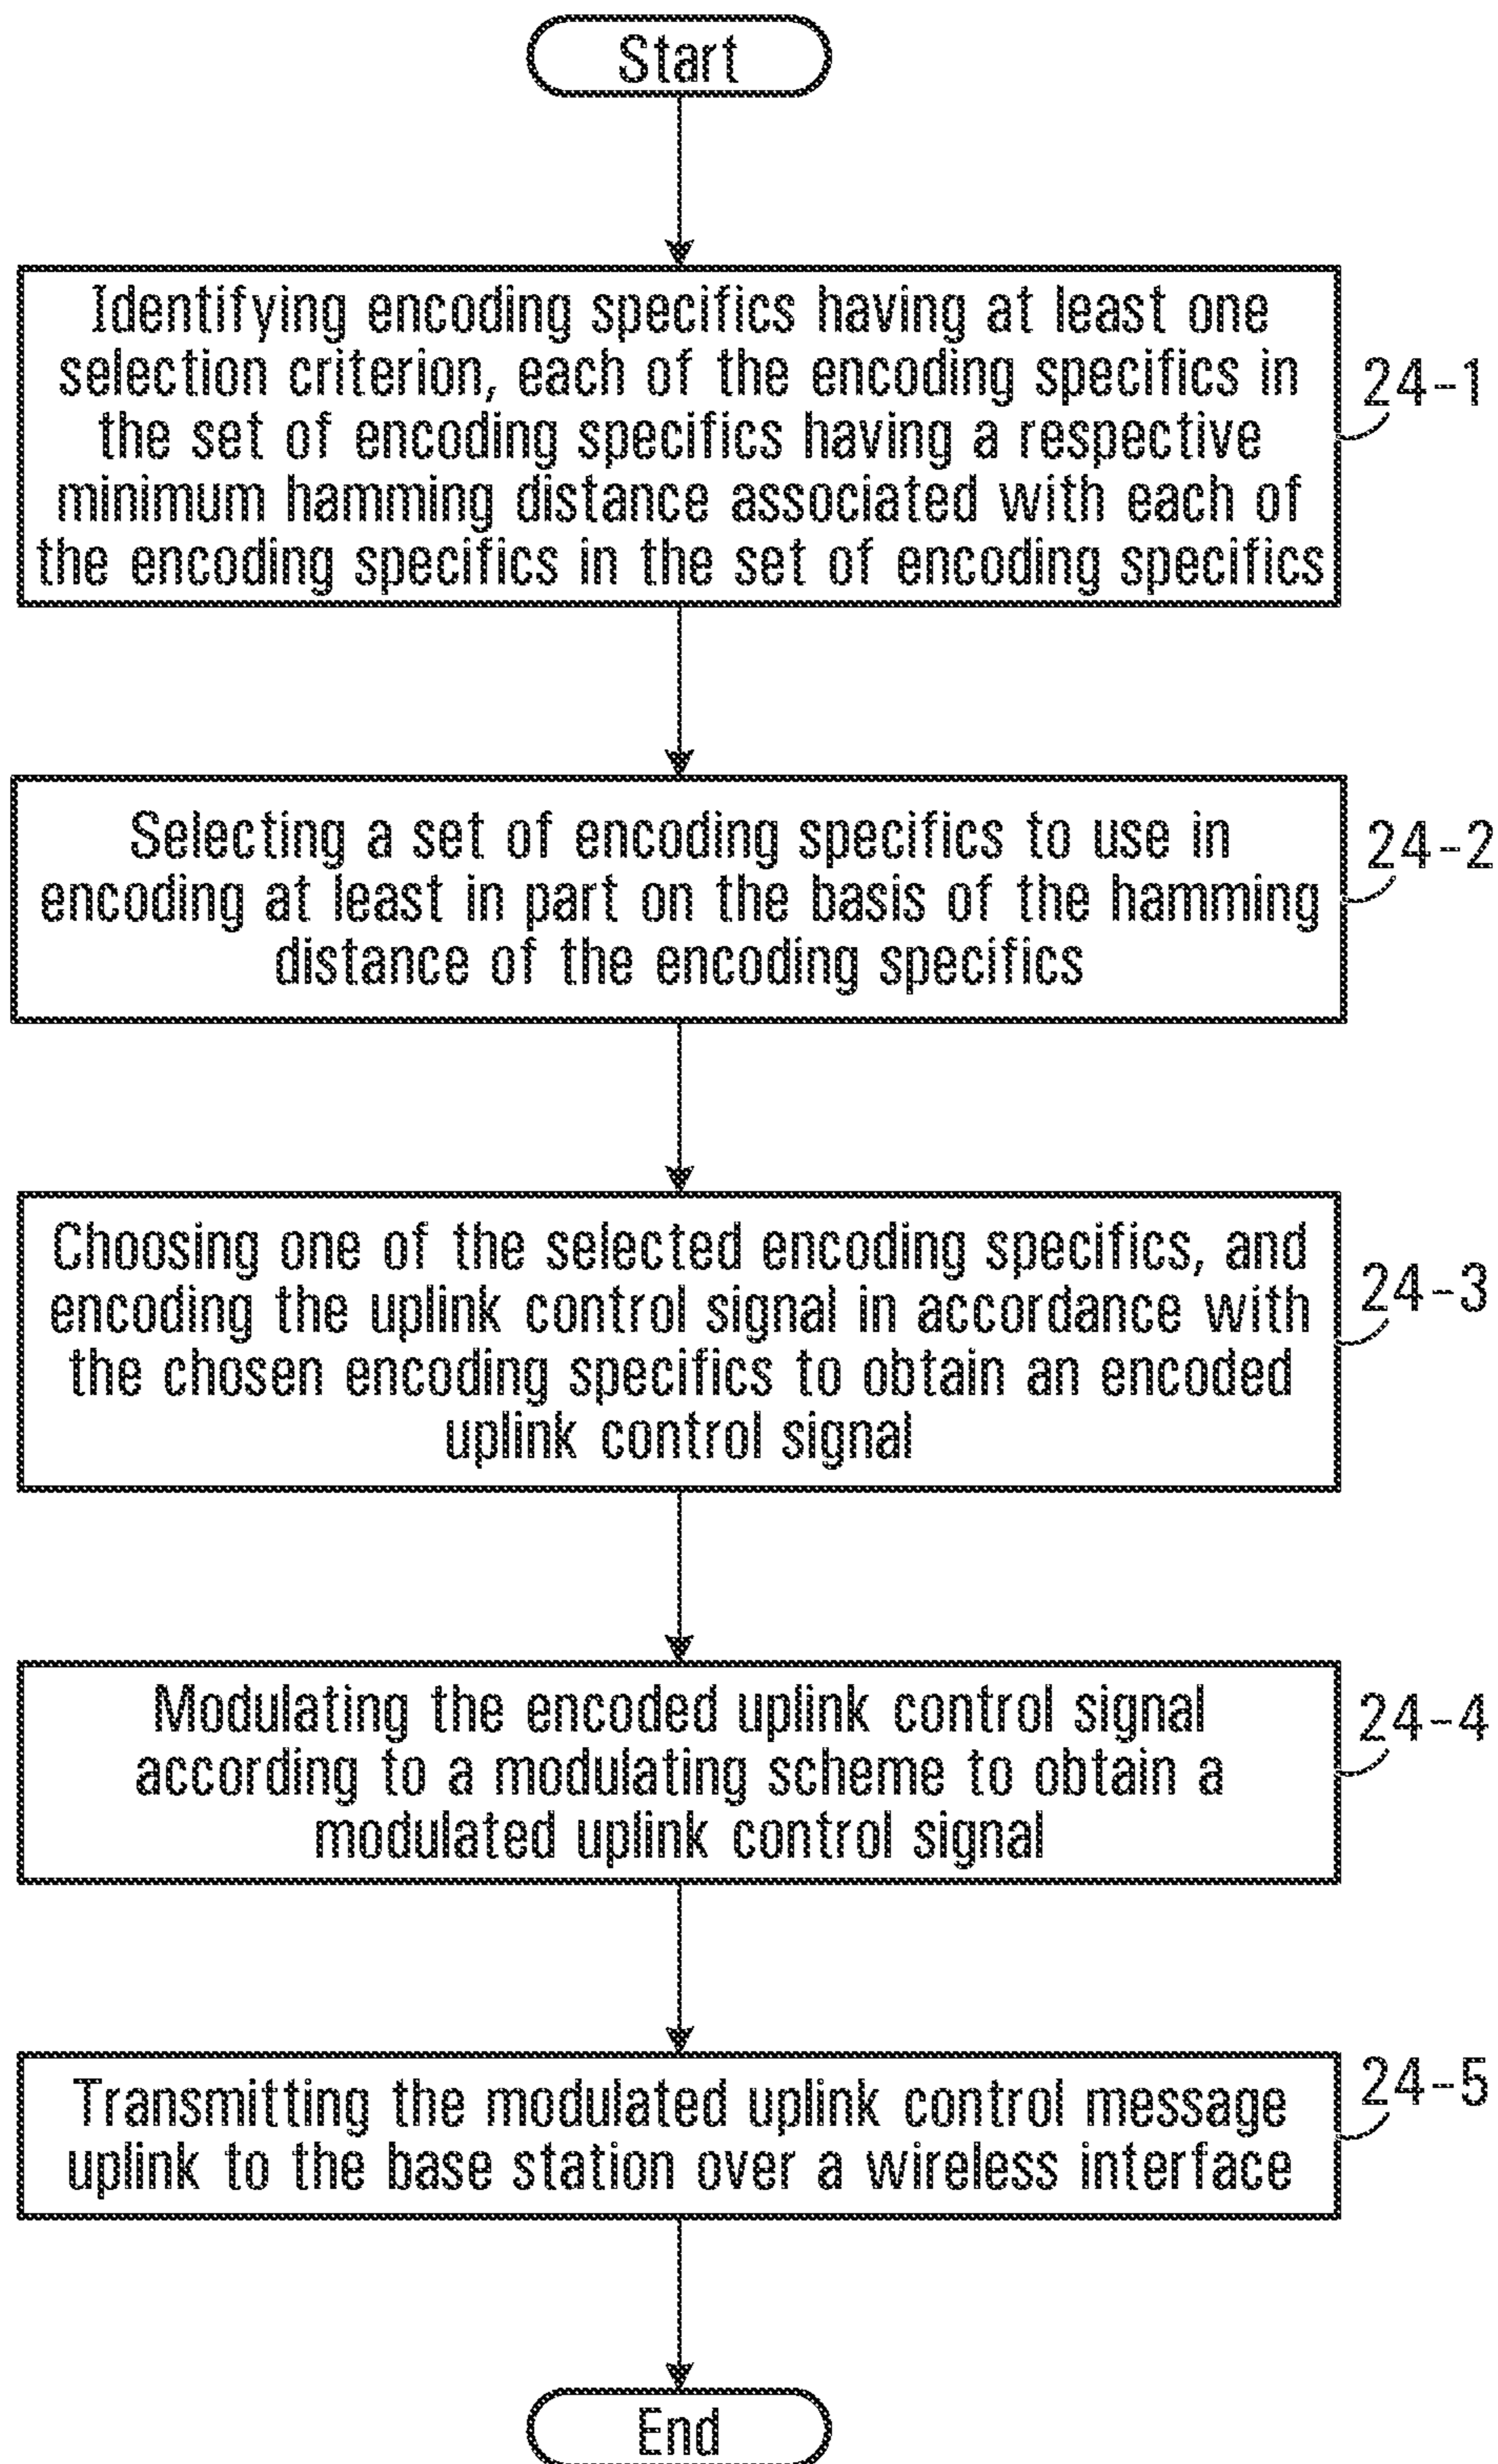 Start
Identifying encoding specifics having at least one
selection criterion, each of the encoding specifics in
the set of encoding specifics having a respective
minimum hamming distance associated with each of
the encoding specifics in the set of encoding specifics
24-1
Selecting a set of encoding specifics to use in
encoding at least in part on the basis of the hamming
distance of the encoding specifics
24-2
Choosing one of the selected encoding specifics, and
encoding the uplink control signal in accordance with
the chosen encoding specifics to obtain an encoded
uplink control signal
24-3
Modulating the encoded uplink control signal
according to a modulating scheme to obtain a
modulated uplink control signal
24-4
Transmitting the modulated uplink control message
uplink to the base station over a wireless interface
24-5
End